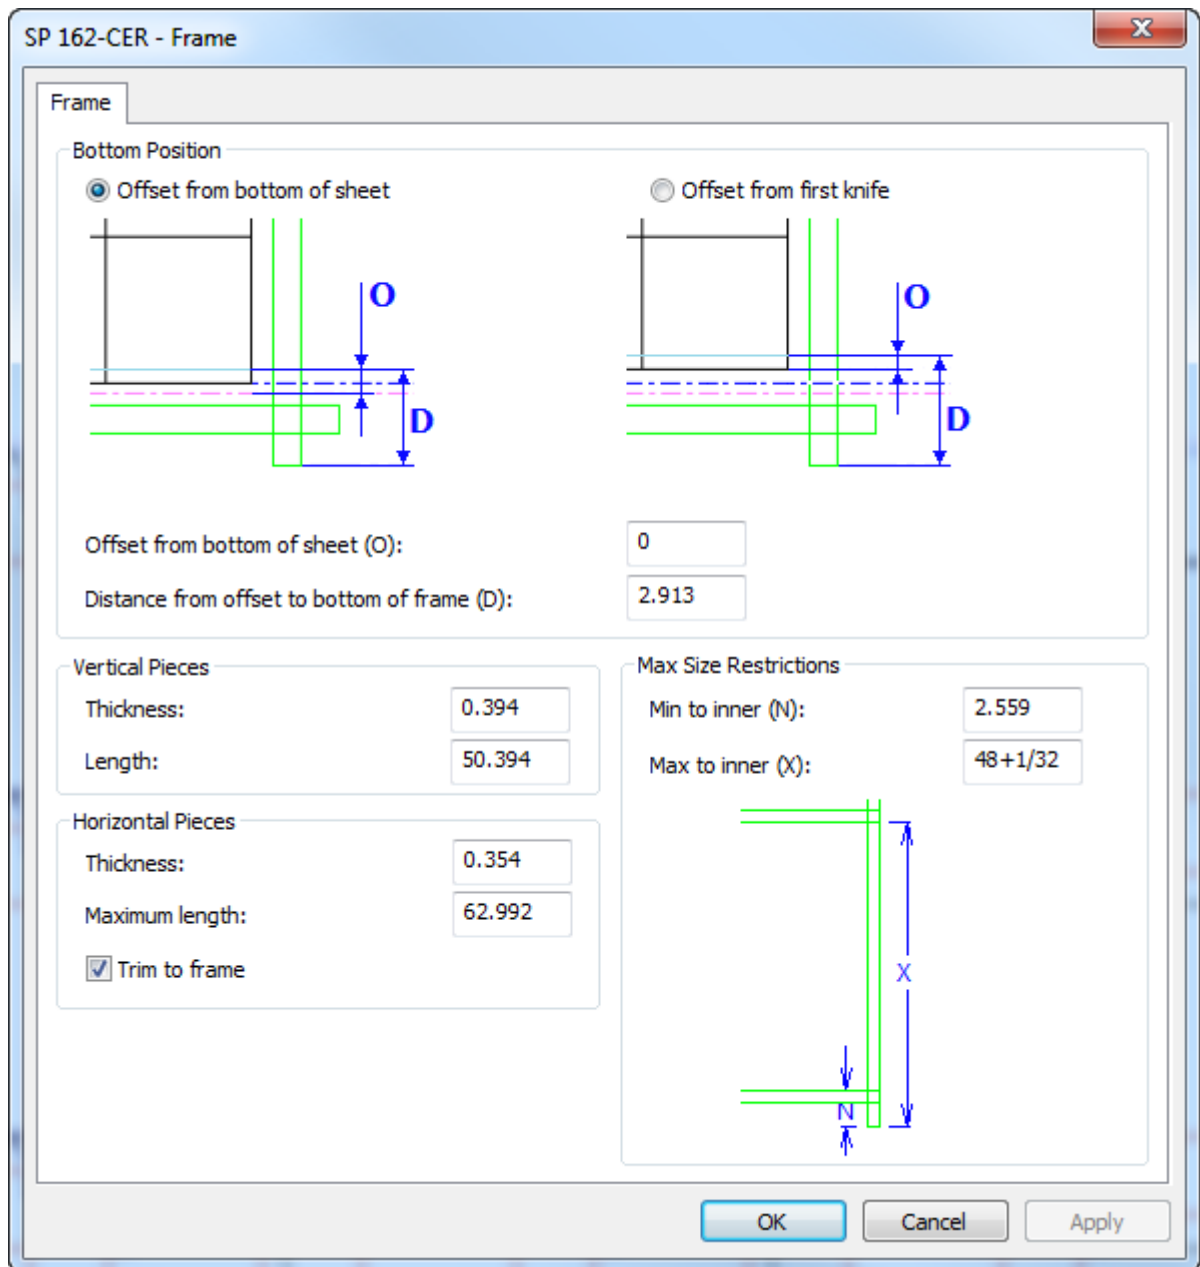 SP 162-CER - Frame
X
Frame
Bottom Position
Offset from bottom of sheet
Offset from first knife
O
D
O
D
Offset from bottom of sheet (O): 0
Distance from offset to bottom of frame (D): 2.913
Vertical Pieces
Thickness: 0.394
Length: 50.394
Horizontal Pieces
Thickness: 0.354
Maximum length: 62.992
Trim to frame
Max Size Restrictions
Min to inner (N): 2.559
Max to inner (X): 48+1/32
X
N
OK Cancel Apply